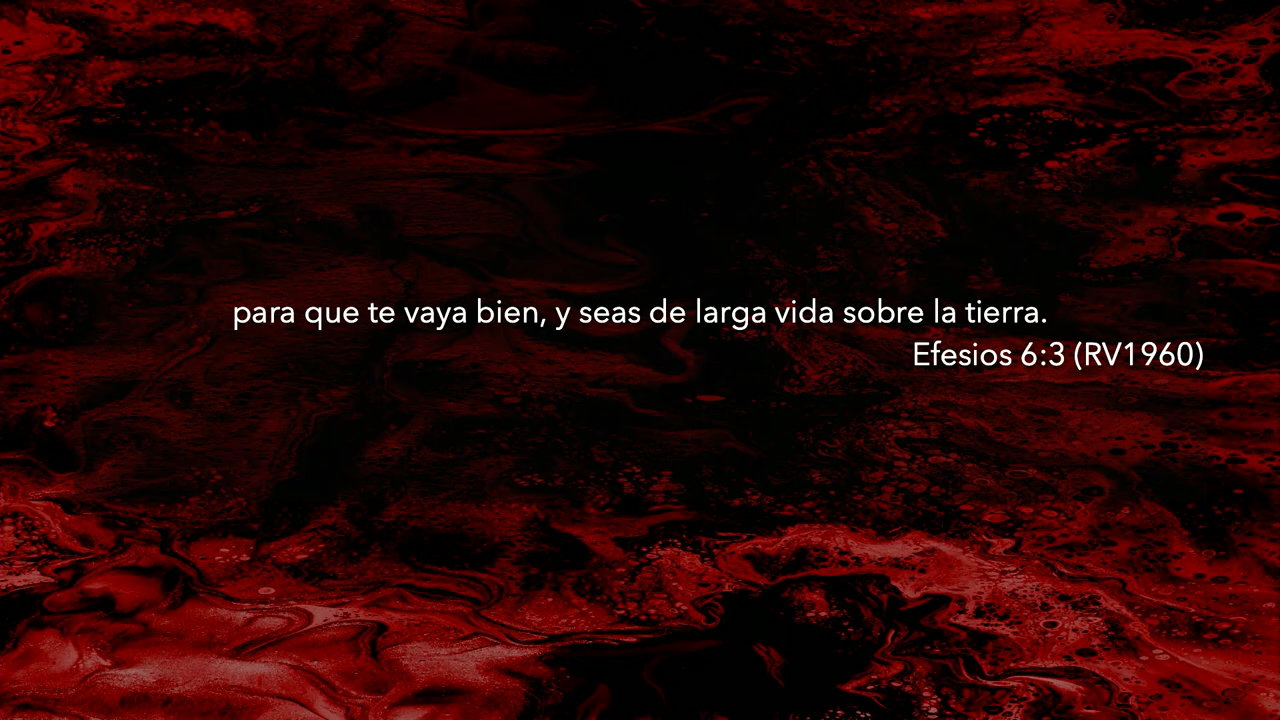 para que te vaya bien, y seas de larga vida sobre la tierra.
Efesios 6:3 (RV1960)